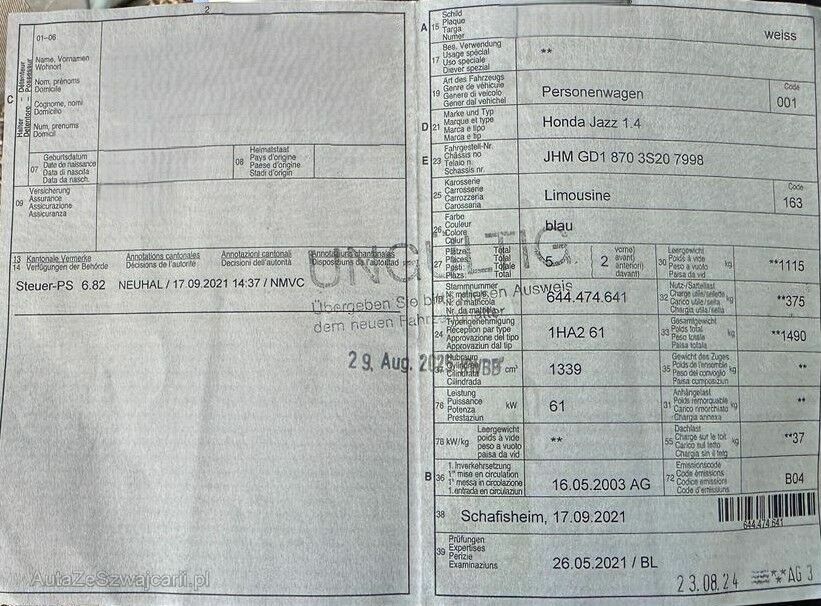 2
01–06
Name, Vornamen
Wohnort
Nom, prénoms
Domicile
Cognome, nomi
Domicilio
Num, prenoms
Domicil
C
Halter Détenteur
Detentore Possessur
07 Geburtsdatum
Date de naissance
Data di nascita
Data da nasch.
08 Heimatstaat
Pays d'origine
Paese d'origine
Stadi d'origin
09 Versicherung
Assurance
Assicurazione
Assicuranza
13 Kantonale Vermerke Annotations cantonales Annotazioni cantonali Annotaziuns chantunalas
14 Verfügungen der Behörde Décisions de l'autorité Decisioni dell'autorità Disposiziuns da l'autoritad
Steuer-PS 6.82 NEUHAL / 17.09.2021 14:37 / NMVC
UNGÜLTIG
Übergeben Sie bitte diesen Ausweis
dem neuen Fahrzeughalter
29. Aug. 2025
A 15 Schild
Plaque
Targa
Numer
weiss
17 Bes. Verwendung
Usage spécial
Uso speciale
Diever spezial
**
19 Art des Fahrzeugs
Genre de véhicule
Genere di veicolo
Gener dal vehichel
Personenwagen
Code
001
D 21 Marke und Typ
Marque et type
Marca e tipo
Marca e tip
Honda Jazz 1.4
E 23 Fahrgestell-Nr.
Châssis no
Telaio n.
Schassis nr.
JHM GD1 870 3S20 7998
25 Karosserie
Carrosserie
Carrozzeria
Carossaria
Limousine
Code
163
26 Farbe
Couleur
Colore
Colur
blau
27 Plätze Total
Places Total
Posti Totale
Plazs Total
5
2
vorne)
avant)
anteriori)
davant)
30 Leergewicht
Poids à vide
Peso a vuoto
Paisa da vid
kg
**1115
Stammnummer
N° matricule
N. di matricola
Nr. da matricla
644.474.641
32 Nutz-/Sattellast
Charge utile/sellette
Carico utile/sella
Chargia utila/sella
kg
**375
24 Typengenehmigung
Réception par type
Approvazione del tipo
Approvaziun dal tip
1HA2 61
33 Gesamtgewicht
Poids total
Peso totale
Paisa totala
kg
**1490
37 Hubraum
Cylindrée
Cilindrata
Cilindrada
cm³
1339
35 Gewicht des Zuges
Poids de l'ensemble
Peso del convoglio
Paisa cumposiziun
kg
**
76 Leistung
Puissance
Potenza
Prestaziun
kW
61
31 Anhängelast
Poids remorquable
Carico rimorchiato
Chargia annexa
kg
**
78 kW/kg Leergewicht
poids à vide
peso a vuoto
paisa da vid
**
55 Dachlast
Charge sur le toit
Carico sul tetto
Chargia sin il tetg
kg
**37
B 36 1. Inverkehrsetzung
1re mise en circulation
1a messa in circolazione
1. entrada en circulaziun
16.05.2003 AG
72 Emissionscode
Code émissions
Codice emissioni
Code d'emissiuns
B04
38
Schafisheim, 17.09.2021
644.474.641
39 Prüfungen
Expertises
Perizie
Examinaziuns
26.05.2021 / BL
23.08.24
AG 3
www.AutaZeSzwajcarii.pl